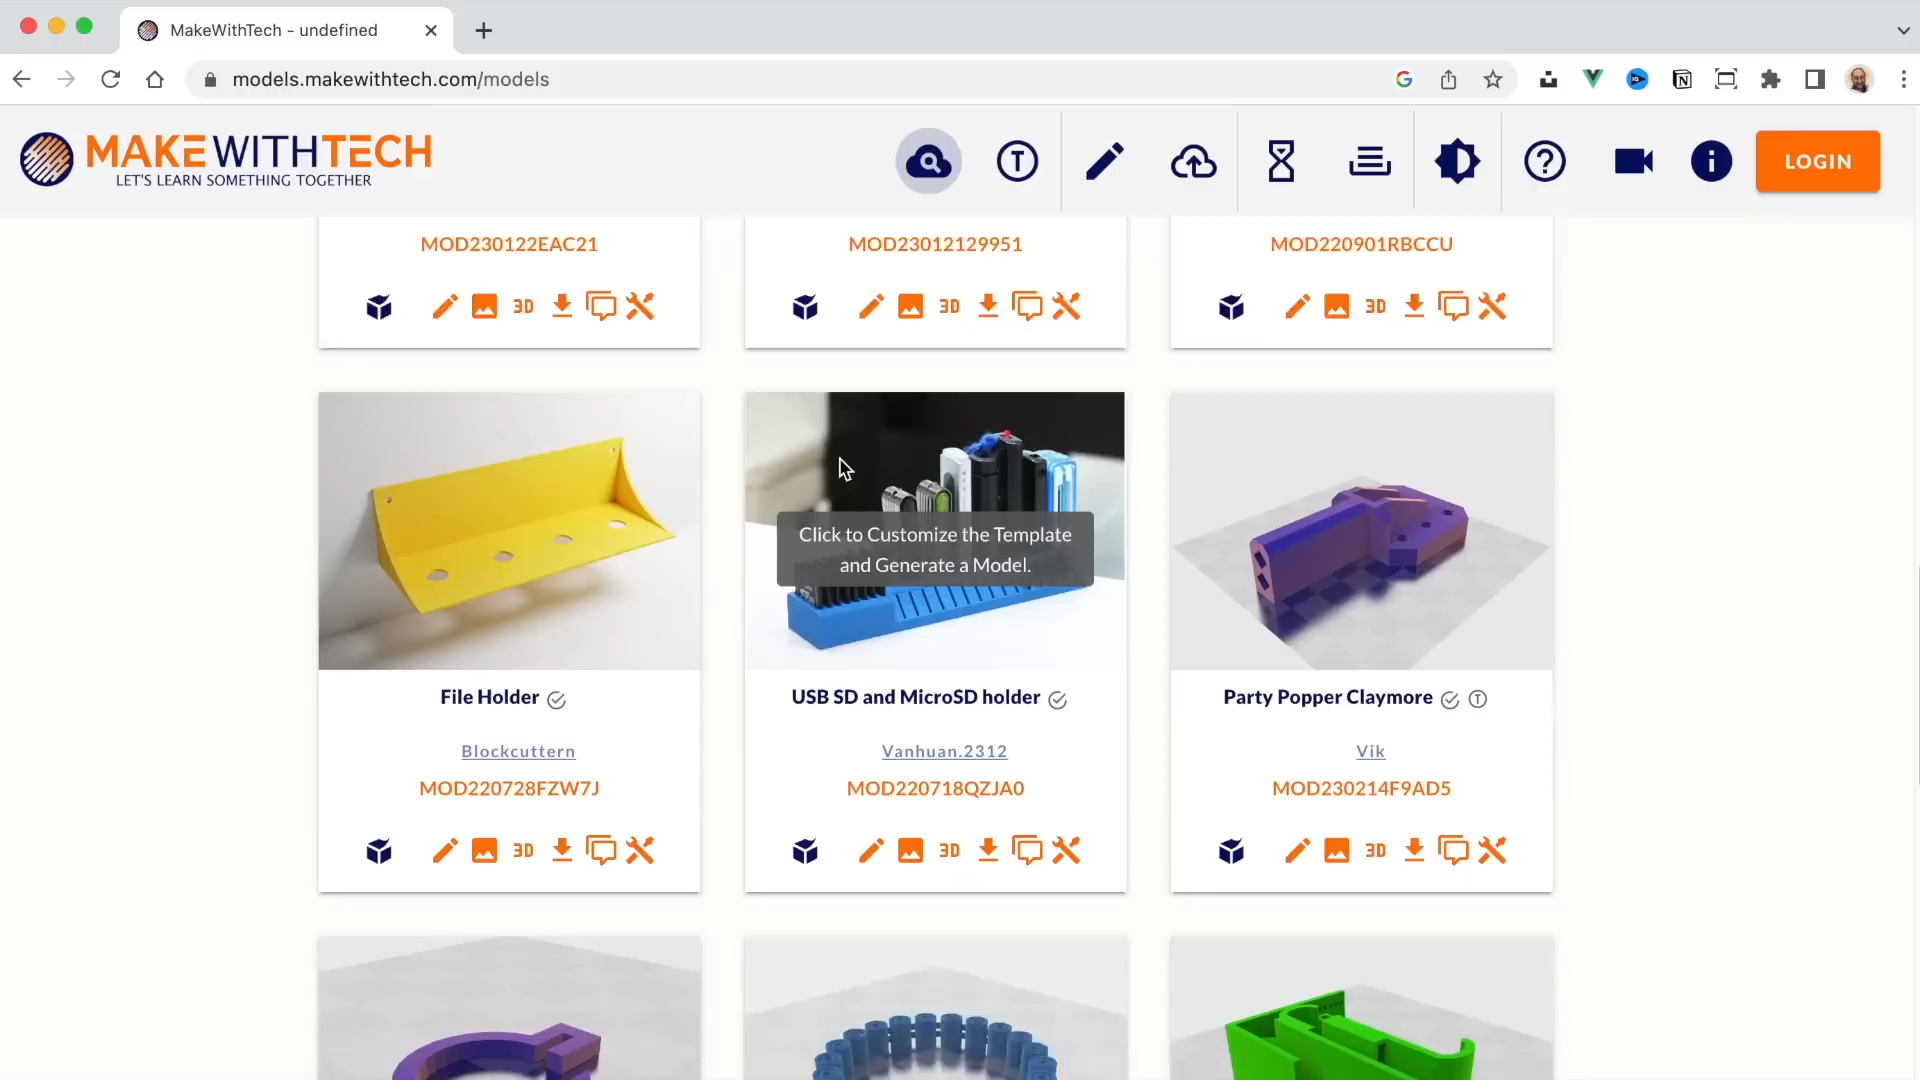 MakeWithTech - undefined
models.makewithtech.com/models
MAKEWITHTECH
LET'S LEARN SOMETHING TOGETHER
T
LOGIN
MOD230122EAC21
MOD23012129951
MOD220901RBCCU
3D
3D
3D
Click to Customize the Template
and Generate a Model.
File Holder
USB SD and MicroSD holder
Party Popper Claymore
Blockcuttern
Vanhuan.2312
Vik
MOD220728FZW7J
MOD220718QZJA0
MOD230214F9AD5
3D
3D
3D